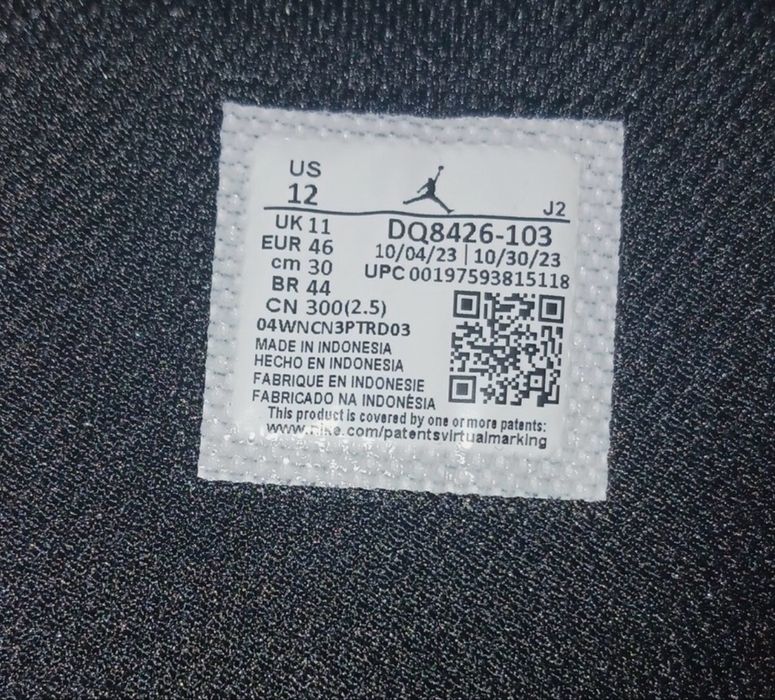 US
12
J2
UK 11
DQ8426-103
EUR 46
10/04/23 | 10/30/23
cm 30
UPC 00197593815118
BR 44
CN 300(2.5)
04WNCN3PTRD03
MADE IN INDONESIA
HECHO EN INDONESIA
FABRIQUE EN INDONESIE
FABRICADO NA INDONÉSIA
This product is covered by one or more patents:
www.nike.com/patentsvirtualmarking